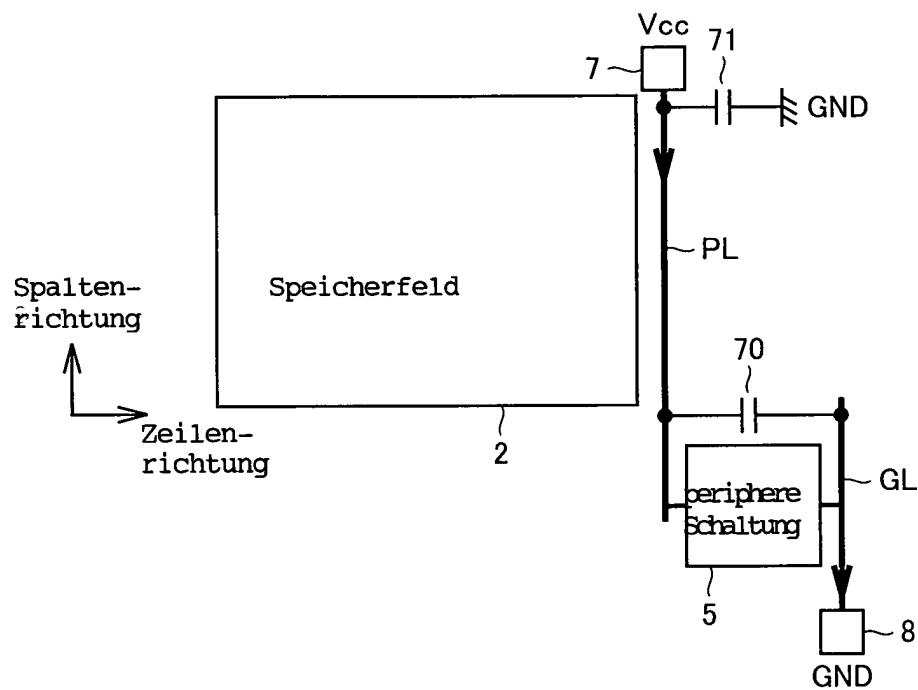 Vcc
71
7
GND
PL
Spalten-
richtung
Speicherfeld
70
Zeilen-
richtung
2
GL
periphere
Schaltung
5
8
GND